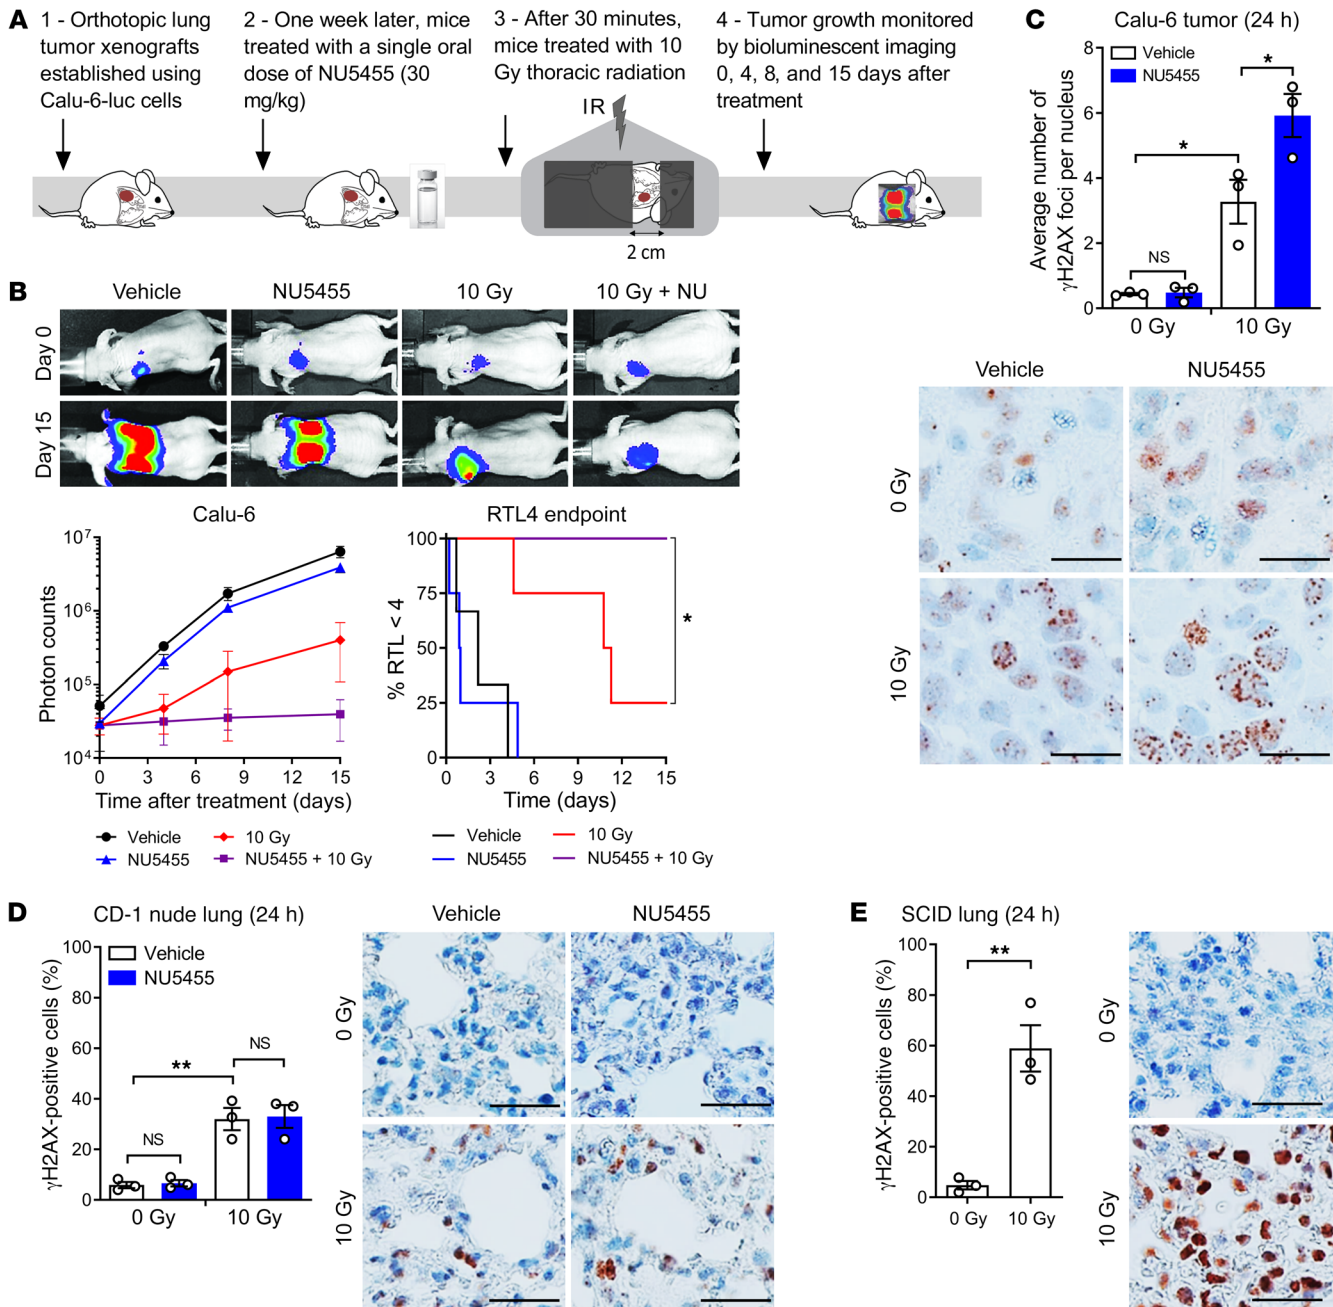 A
1 - Orthotopic lung
tumor xenografts
established using
Calu-6-luc cells
2 - One week later, mice
treated with a single oral
dose of NU5455 (30
mg/kg)
3 - After 30 minutes,
mice treated with 10
Gy thoracic radiation
IR
2 cm
4 - Tumor growth monitored
by bioluminescent imaging
0, 4, 8, and 15 days after
treatment
B
Vehicle
NU5455
10 Gy
10 Gy + NU
Day 0
Day 15
Calu-6
Photon counts
10⁷
10⁶
10⁵
10⁴
0 3 6 9 12 15
Time after treatment (days)
Vehicle
10 Gy
NU5455
NU5455 + 10 Gy
RTL4 endpoint
% RTL < 4
100
75
50
25
0
*
0 3 6 9 12 15
Time (days)
Vehicle
10 Gy
NU5455
NU5455 + 10 Gy
C
Calu-6 tumor (24 h)
Vehicle
NU5455
Average number of
γH2AX foci per nucleus
8
6
4
2
0
NS
*
*
0 Gy
10 Gy
Vehicle
NU5455
0 Gy
10 Gy
D
CD-1 nude lung (24 h)
Vehicle
NU5455
γH2AX-positive cells (%)
100
80
60
40
20
0
NS
**
NS
0 Gy
10 Gy
Vehicle
NU5455
0 Gy
10 Gy
E
SCID lung (24 h)
γH2AX-positive cells (%)
100
80
60
40
20
0
**
0 Gy
10 Gy
0 Gy
10 Gy